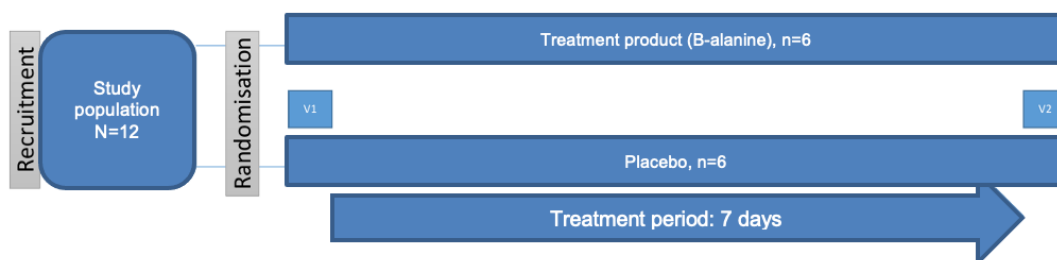 Recruitment
Study
population
N=12
Randomisation
Treatment product (B-alanine), n=6
V1
V2
Placebo, n=6
Treatment period: 7 days